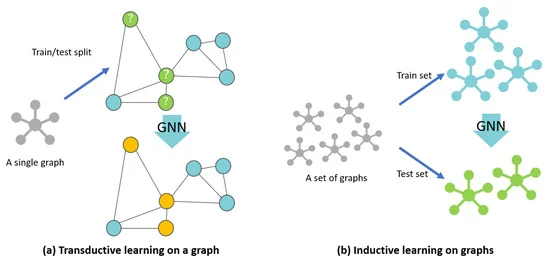 Train/test split
?
?
?
GNN
A single graph
(a) Transductive learning on a graph
Train set
GNN
A set of graphs
Test set
(b) Inductive learning on graphs